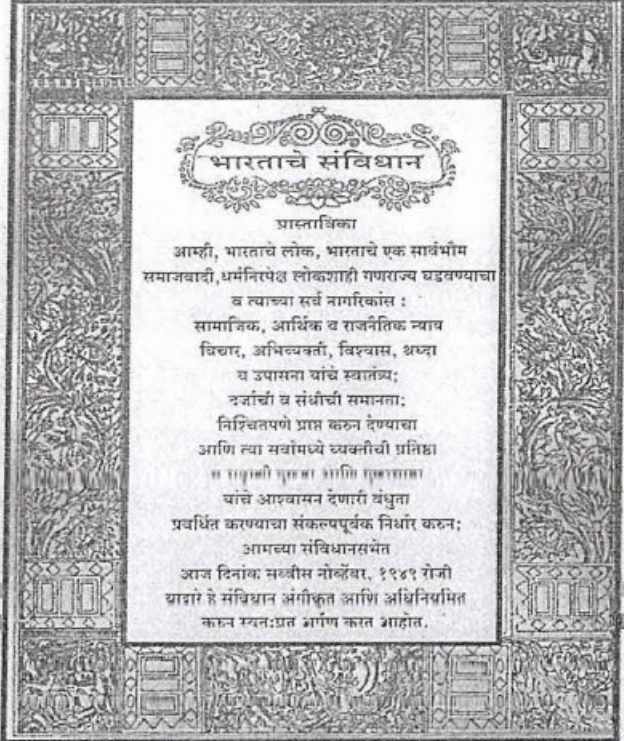 भारताचे संविधान
प्रास्ताविका
आम्ही, भारताचे लोक, भारताचे एक सार्वभौम
समाजवादी,धर्मनिरपेक्ष लोकशाही गणराज्य घडवण्याचा
व त्याच्या सर्व नागरिकांस :
सामाजिक, आर्थिक व राजनैतिक न्याय
विचार, अभिव्यक्ती, विश्वास, श्रध्दा
व उपासना यांचे स्वातंत्र्य;
दर्जाची व संधीची समानता;
निश्चितपणे प्राप्त करुन देण्याचा
आणि त्या सर्वांमध्ये व्यक्तीची प्रतिष्ठा
आणि
यांचे आश्वासन देणारी बंधुता
प्रवर्धित करण्याचा संकल्पपूर्वक निर्धार करुन;
आमच्या संविधानसभेत
आज दिनांक सव्वीस नोव्हेंबर, १९४९ रोजी
याद्वारे हे संविधान अंगीकृत आणि अधिनियमित
करुन स्वत:प्रत अर्पण करत आहोत.